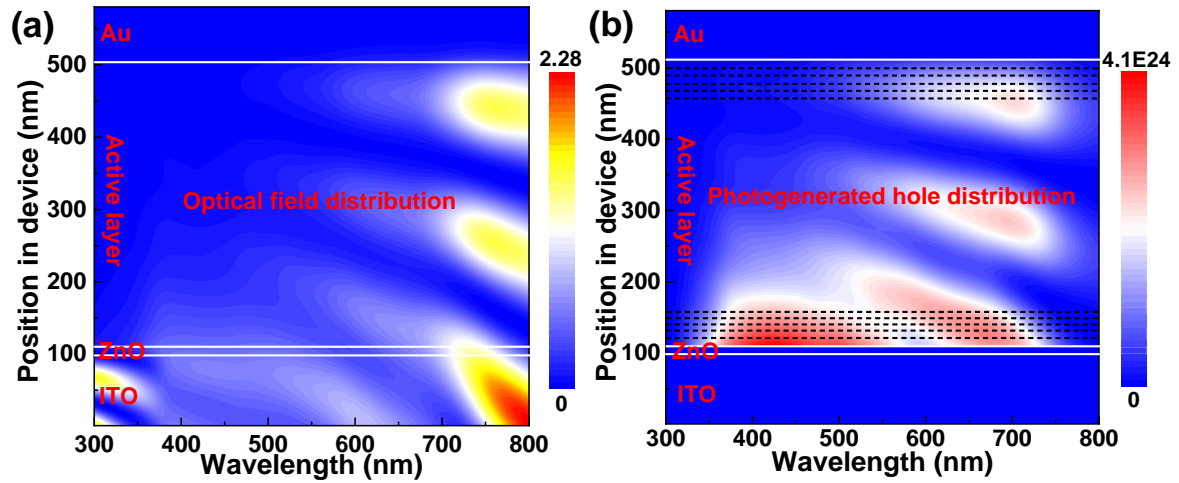 (a)
Au
500
400
300
200
100
Position in device (nm)
Active layer
Optical field distribution
ZnO
ITO
300 400 500 600 700 800
Wavelength (nm)
2.28
0
(b)
Au
500
400
300
200
100
Position in device (nm)
Active layer
Photogenerated hole distribution
ZnO
ITO
300 400 500 600 700 800
Wavelength (nm)
4.1E24
0